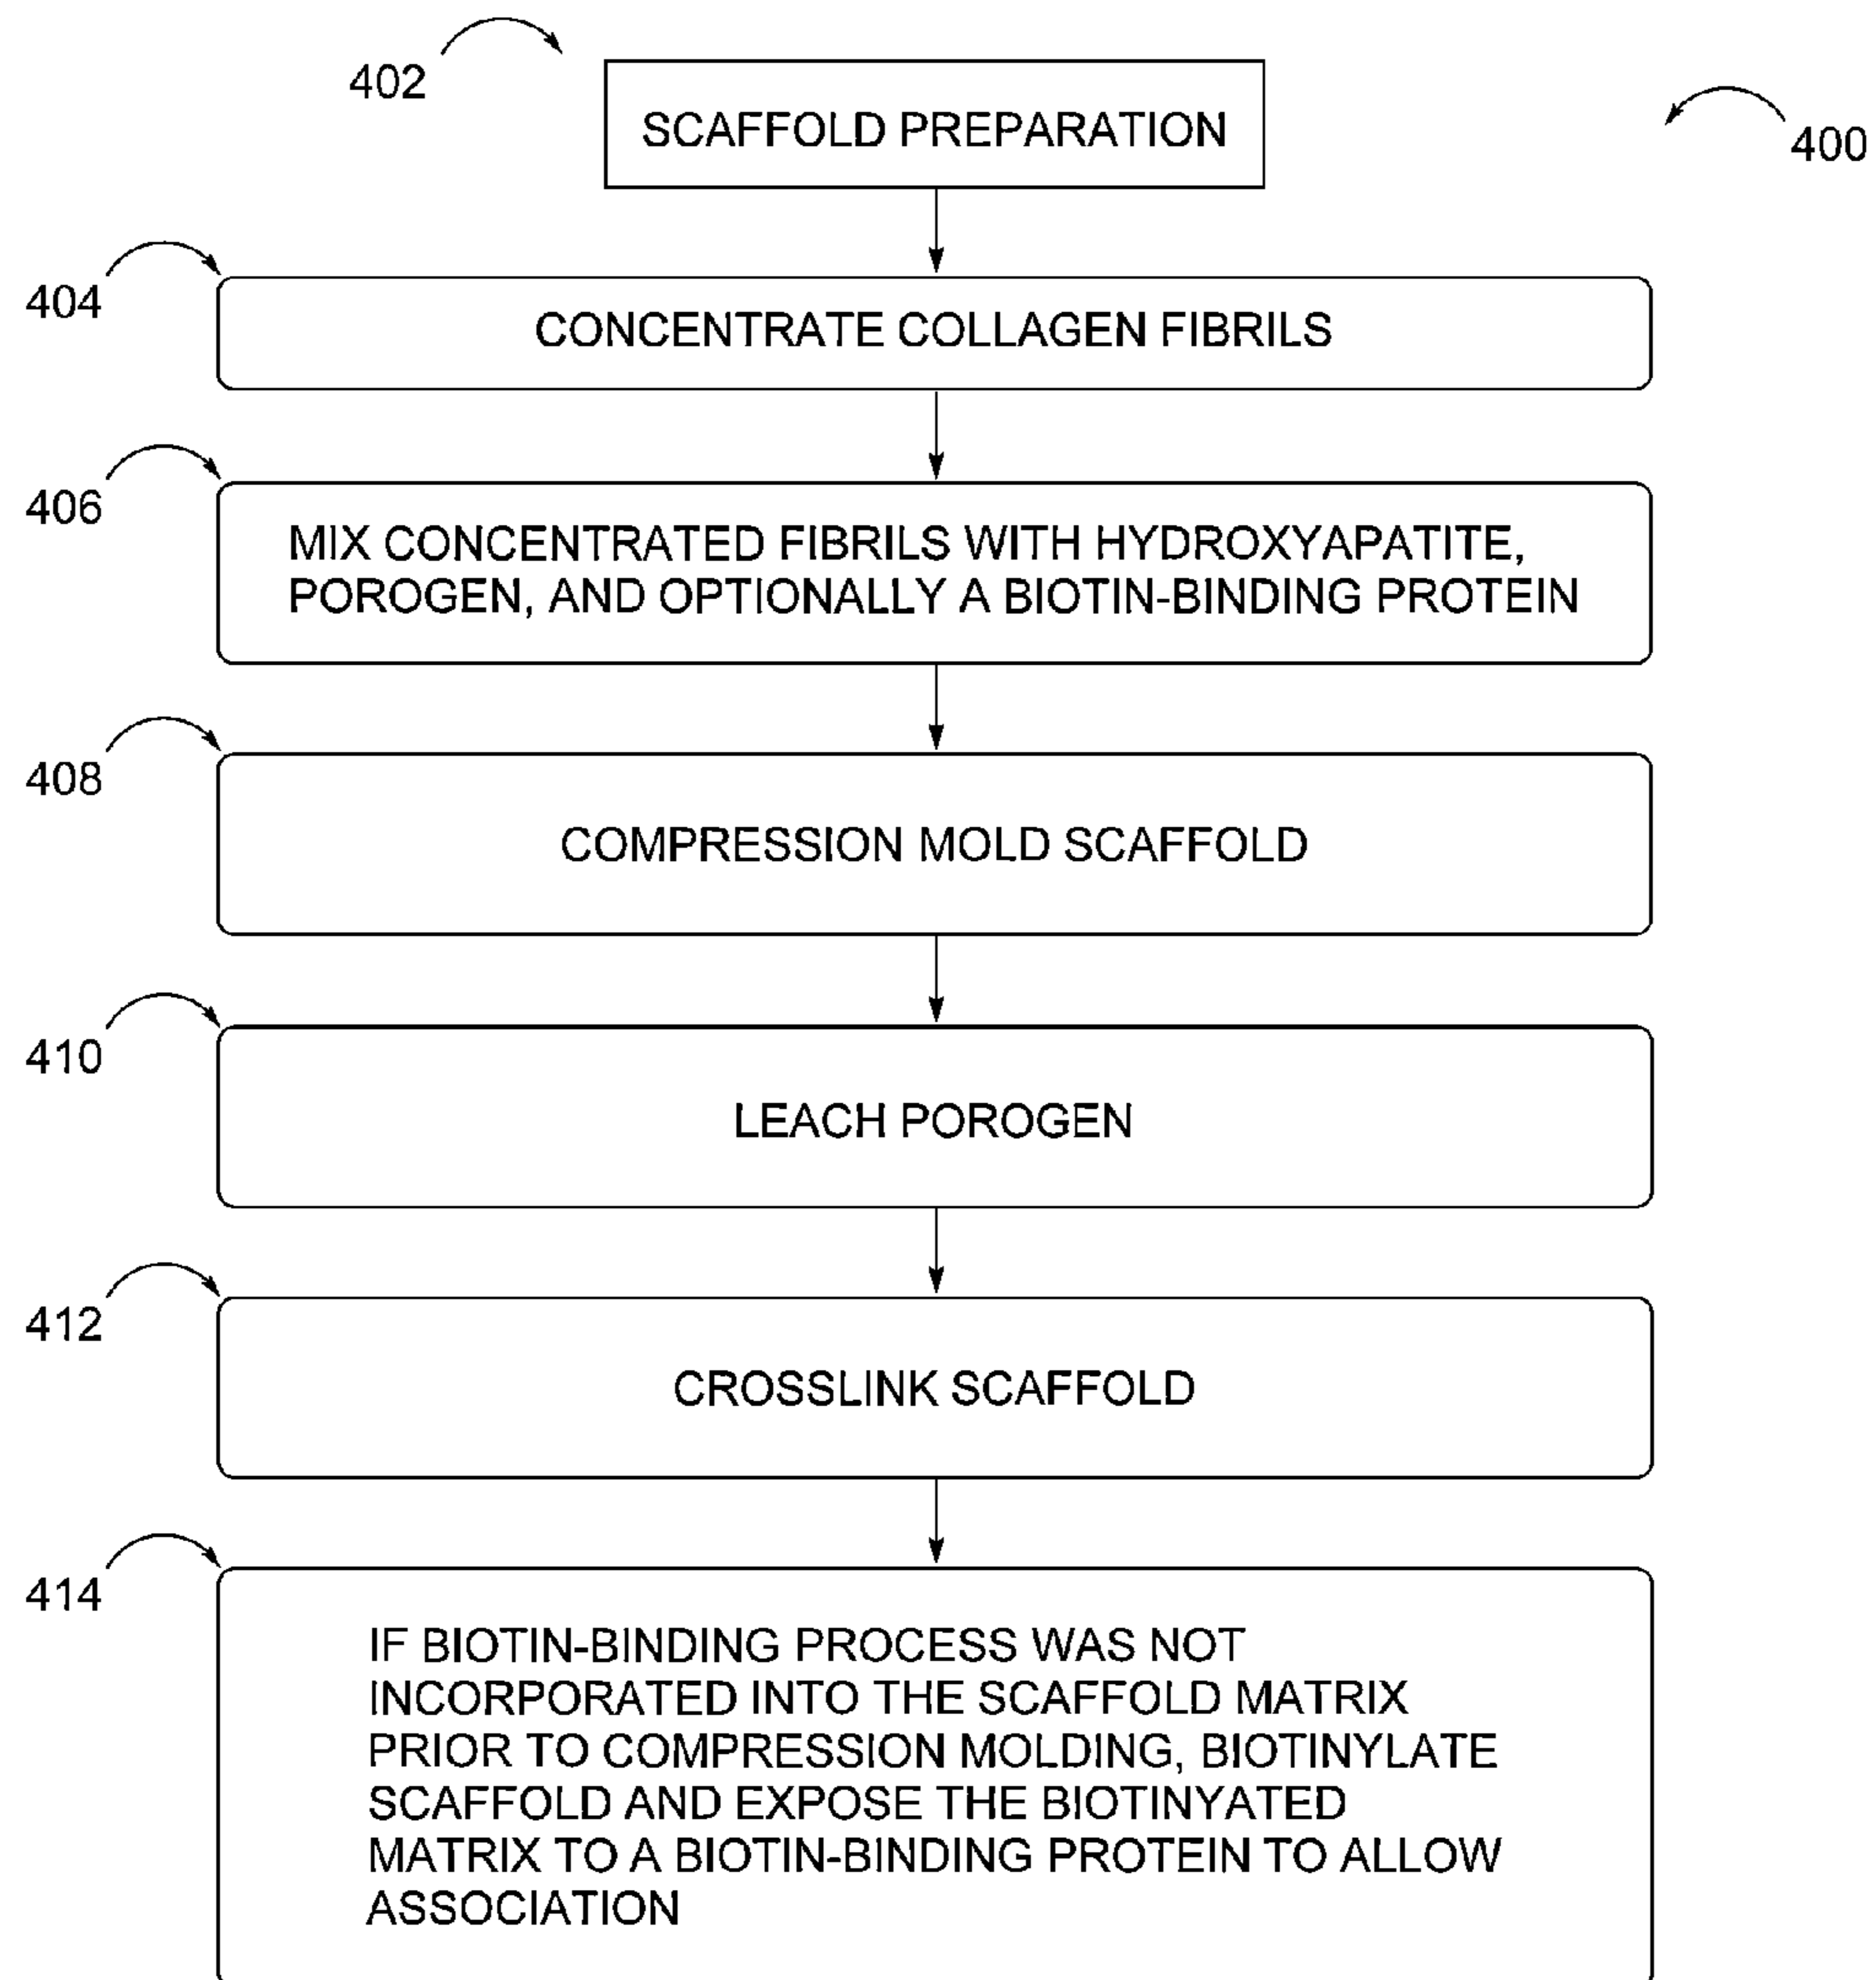 402
SCAFFOLD PREPARATION
400
404
CONCENTRATE COLLAGEN FIBRILS
406
MIX CONCENTRATED FIBRILS WITH HYDROXYAPATITE,
POROGEN, AND OPTIONALLY A BIOTIN-BINDING PROTEIN
408
COMPRESSION MOLD SCAFFOLD
410
LEACH POROGEN
412
CROSSLINK SCAFFOLD
414
IF BIOTIN-BINDING PROCESS WAS NOT
INCORPORATED INTO THE SCAFFOLD MATRIX
PRIOR TO COMPRESSION MOLDING, BIOTINYLATE
SCAFFOLD AND EXPOSE THE BIOTINYATED
MATRIX TO A BIOTIN-BINDING PROTEIN TO ALLOW
ASSOCIATION